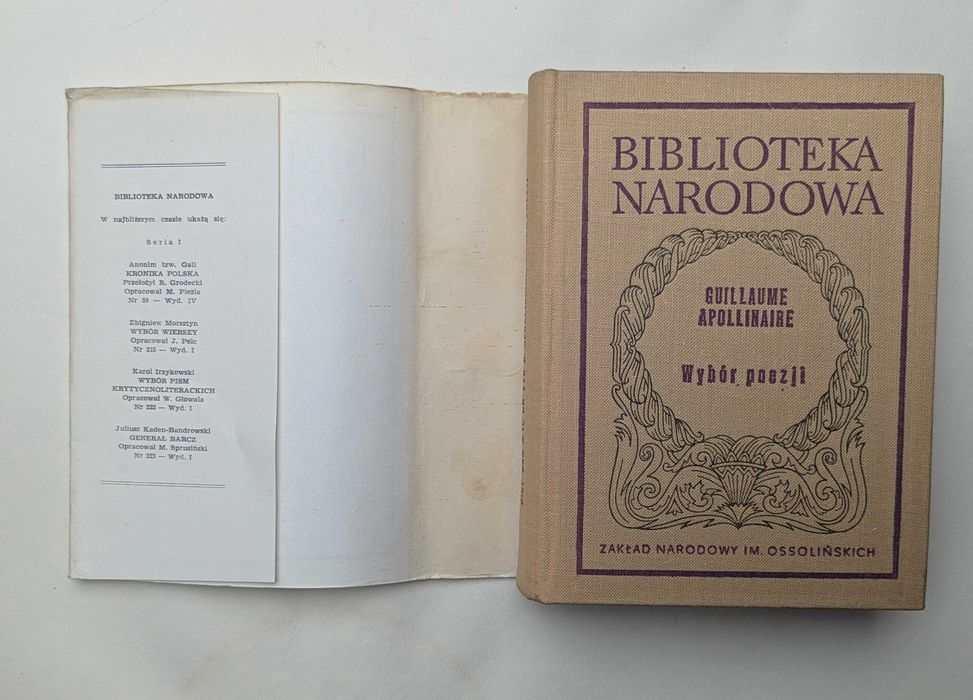 BIBLIOTEKA NARODOWA
W najbliższym czasie ukażą się:
Seria I
Anonim tzw. Gall
KRONIKA POLSKA
Przełożył R. Grodecki
Opracował M. Plezia
Nr 59 — Wyd. IV
Zbigniew Morsztyn
WYBÓR WIERSZY
Opracował J. Pelc
Nr 215 — Wyd. I
Karol Irzykowski
WYBÓR PISM
KRYTYCZNOLITERACKICH
Opracował W. Głowala
Nr 222 — Wyd. I
Juliusz Kaden-Bandrowski
GENERAŁ BARCZ
Opracował M. Sprusiński
Nr 223 — Wyd. I
BIBLIOTEKA
NARODOWA
GUILLAUME
APOLLINAIRE
Wybór poezji
ZAKŁAD NARODOWY IM. OSSOLIŃSKICH